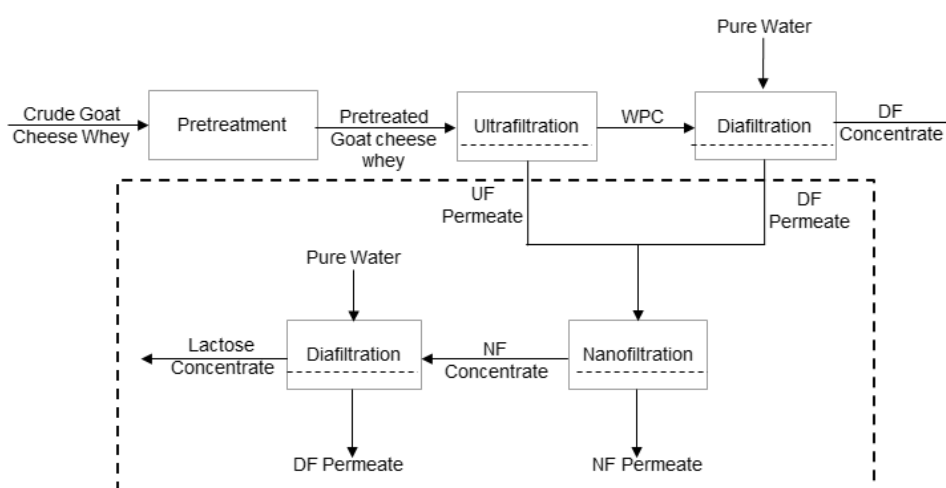 Pure Water
Crude Goat
Cheese Whey
Pretreatment
Pretreated
Goat cheese
whey
Ultrafiltration
WPC
Diafiltration
DF
Concentrate
UF
Permeate
DF
Permeate
Pure Water
Lactose
Concentrate
Diafiltration
NF
Concentrate
Nanofiltration
DF Permeate
NF Permeate